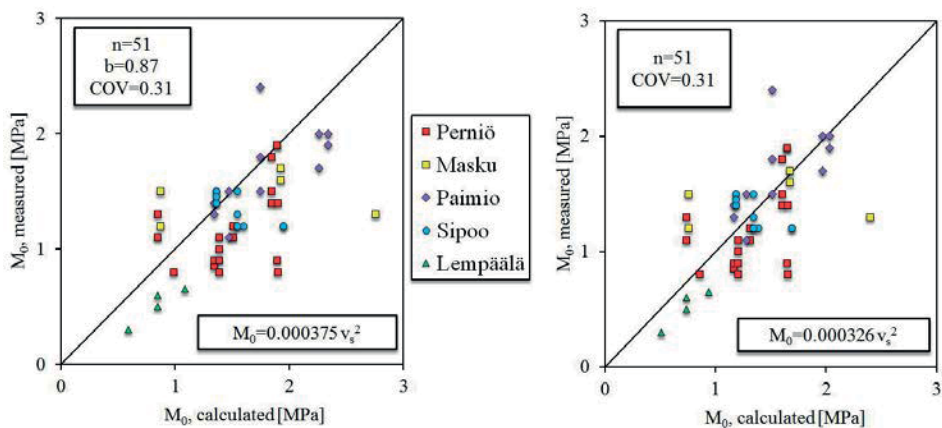 3
2
1
0
0
1
2
3
M₀, measured [MPa]
M₀, calculated [MPa]
n=51
b=0.87
COV=0.31
M₀=0.000375 vₛ²
Perniö
Masku
Paimio
Sipoo
Lempäälä
3
2
1
0
0
1
2
3
M₀, measured [MPa]
M₀, calculated [MPa]
n=51
COV=0.31
M₀=0.000326 vₛ²